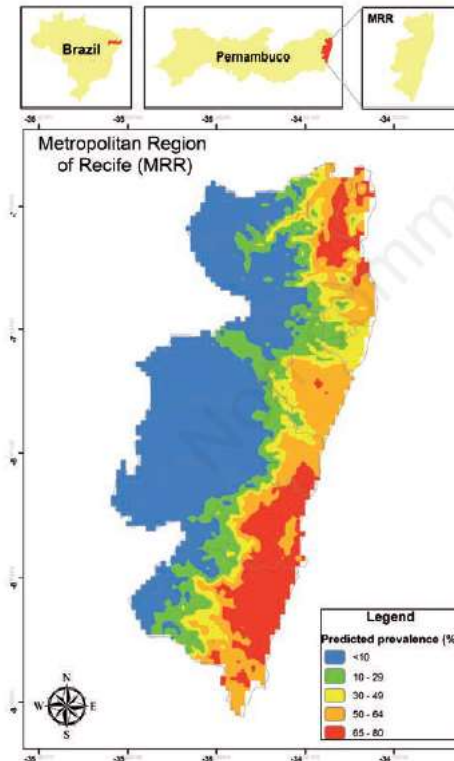 Brazil
Pernambuco
MRR
Metropolitan Region
of Recife (MRR)
N
W E
S
Legend
Predicted prevalence (%
<10
10 - 29
30 - 49
50 - 64
65 - 80